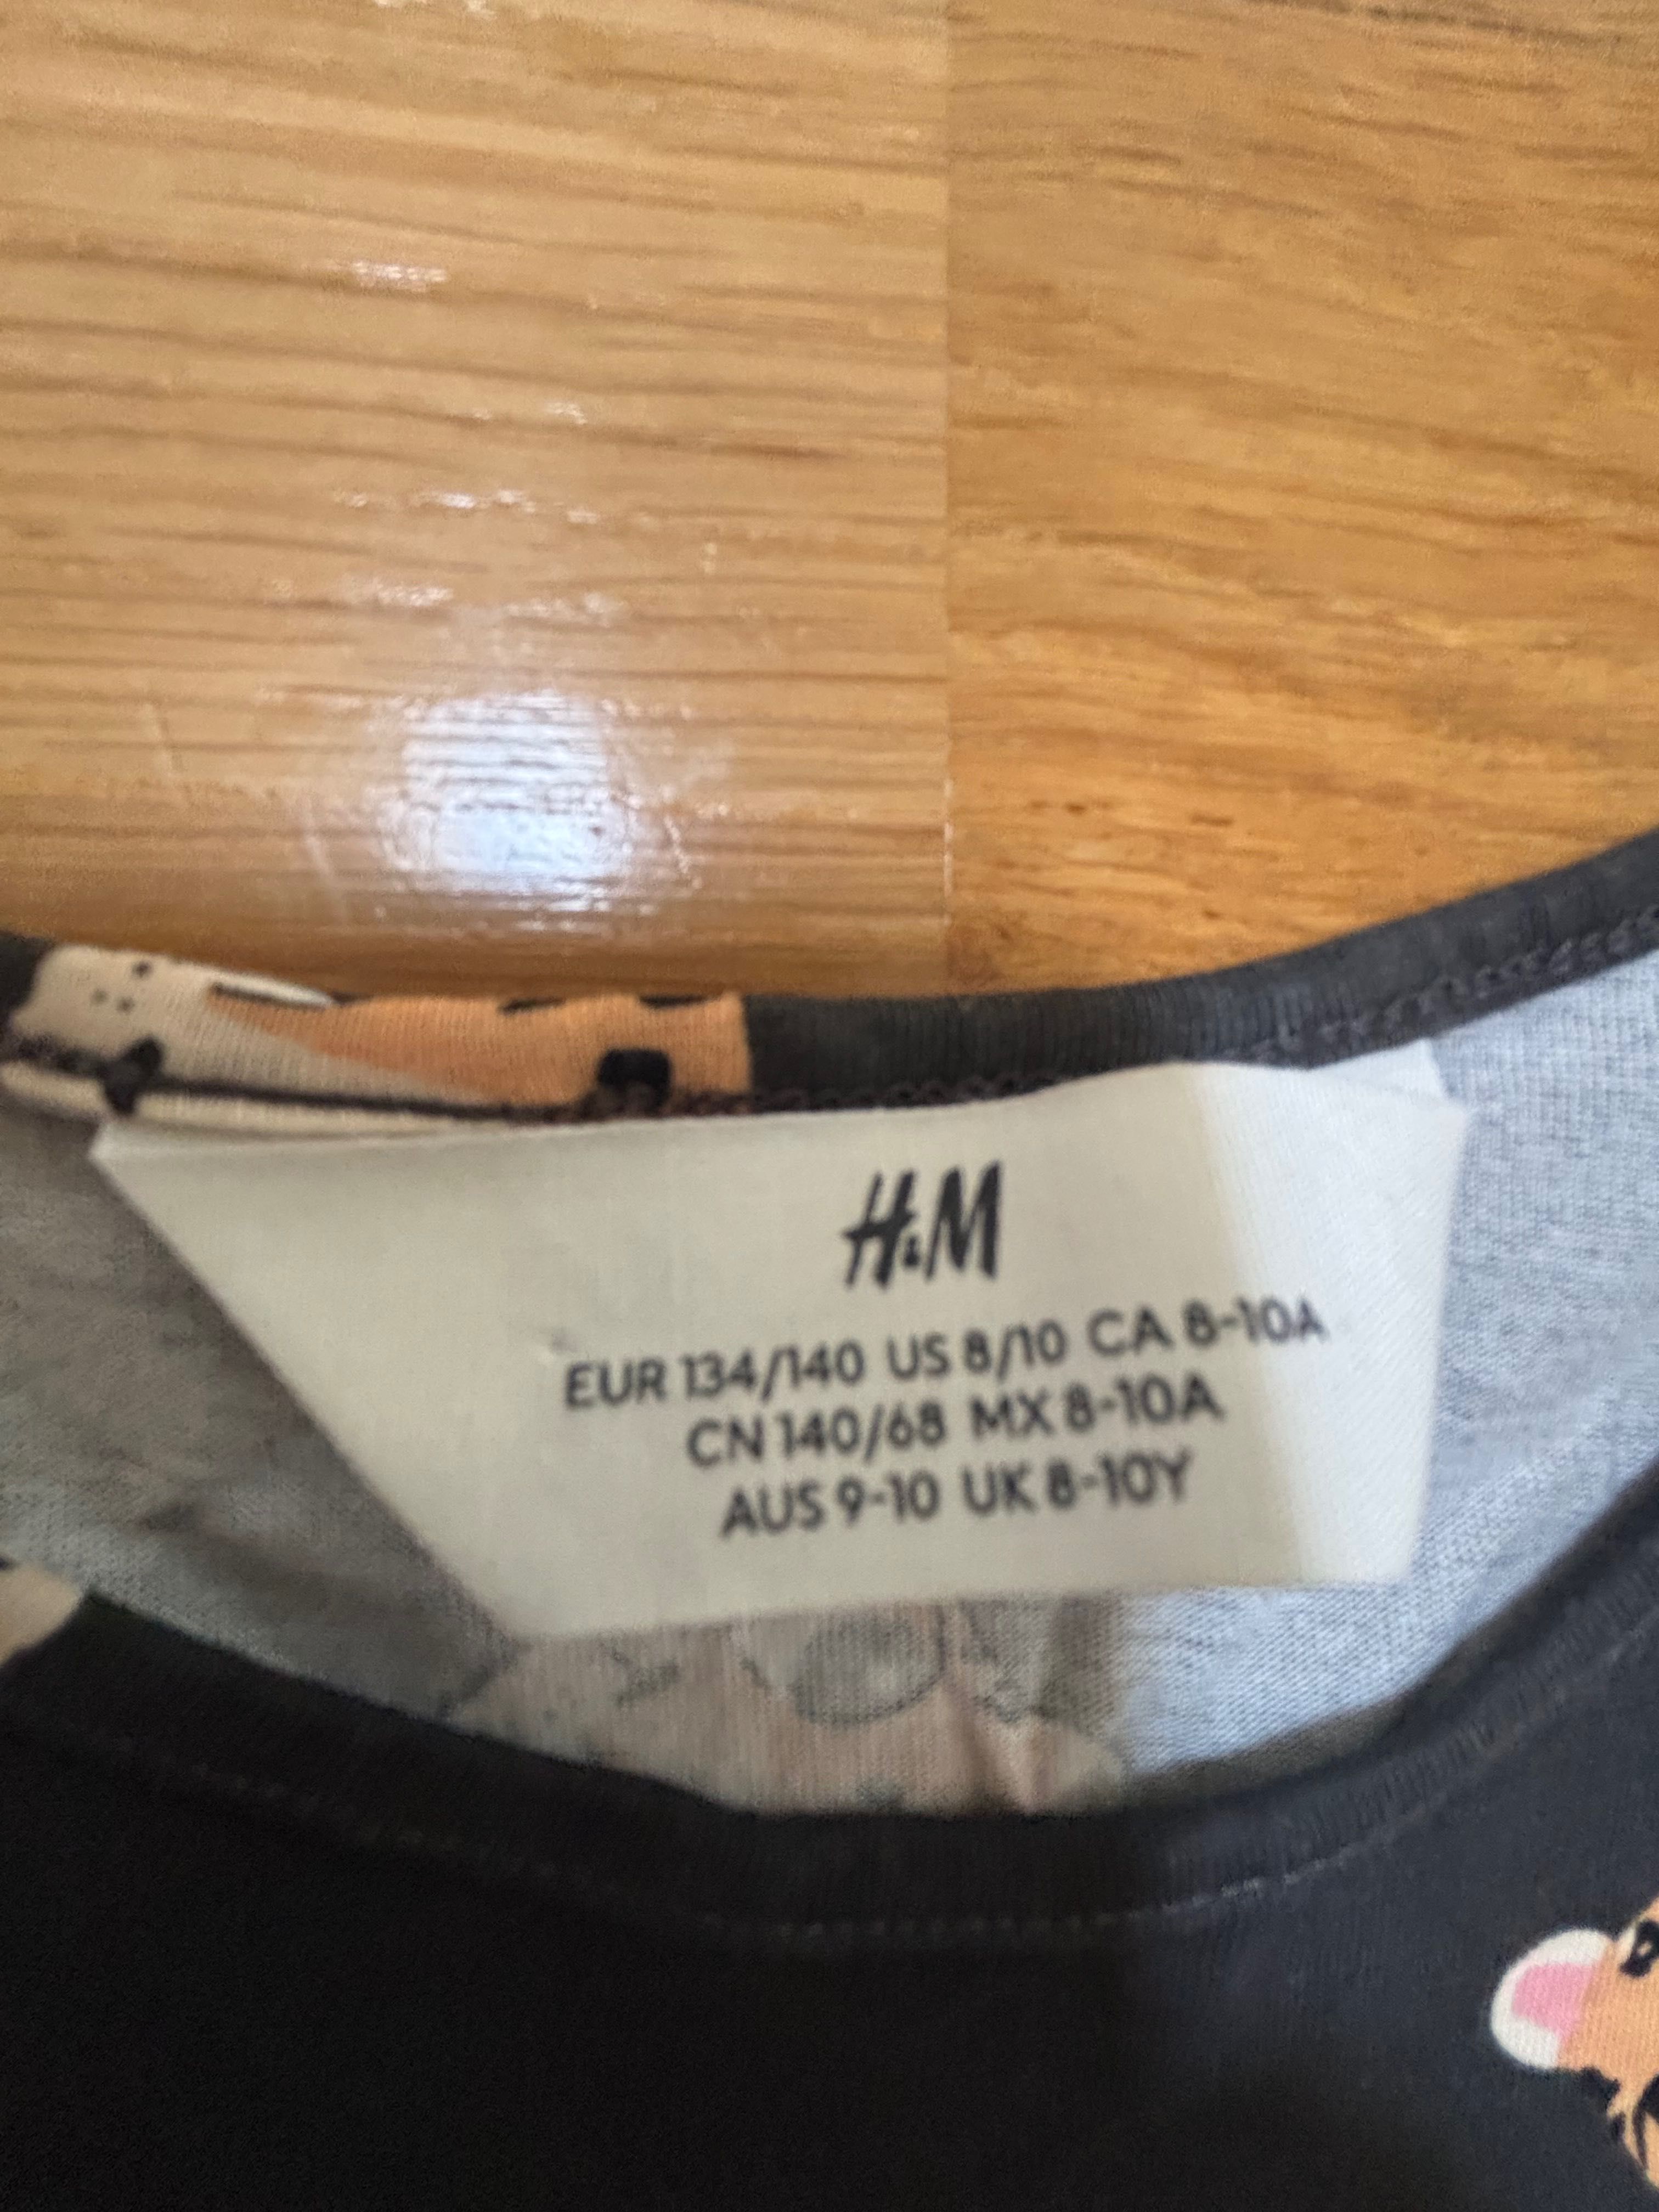 H&M
EUR 134/140 US 8/10 CA 8-10A
CN 140/68 MX 8-10A
AUS 9-10 UK 8-10Y